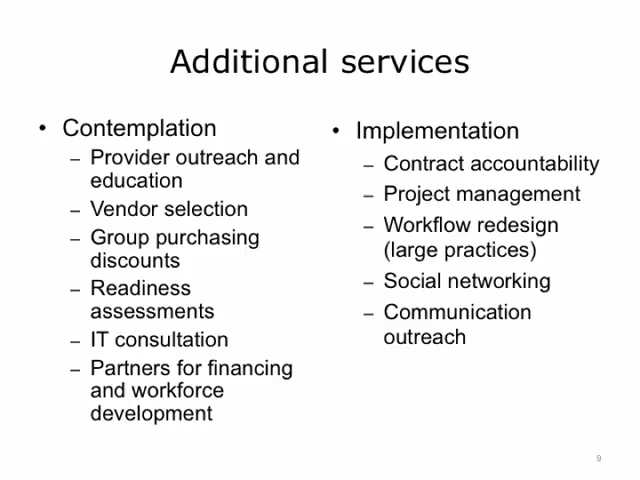 Additional services
• Contemplation
– Provider outreach and
education
– Vendor selection
– Group purchasing
discounts
– Readiness
assessments
– IT consultation
– Partners for financing
and workforce
development
• Implementation
– Contract accountability
– Project management
– Workflow redesign
(large practices)
– Social networking
– Communication
outreach
9